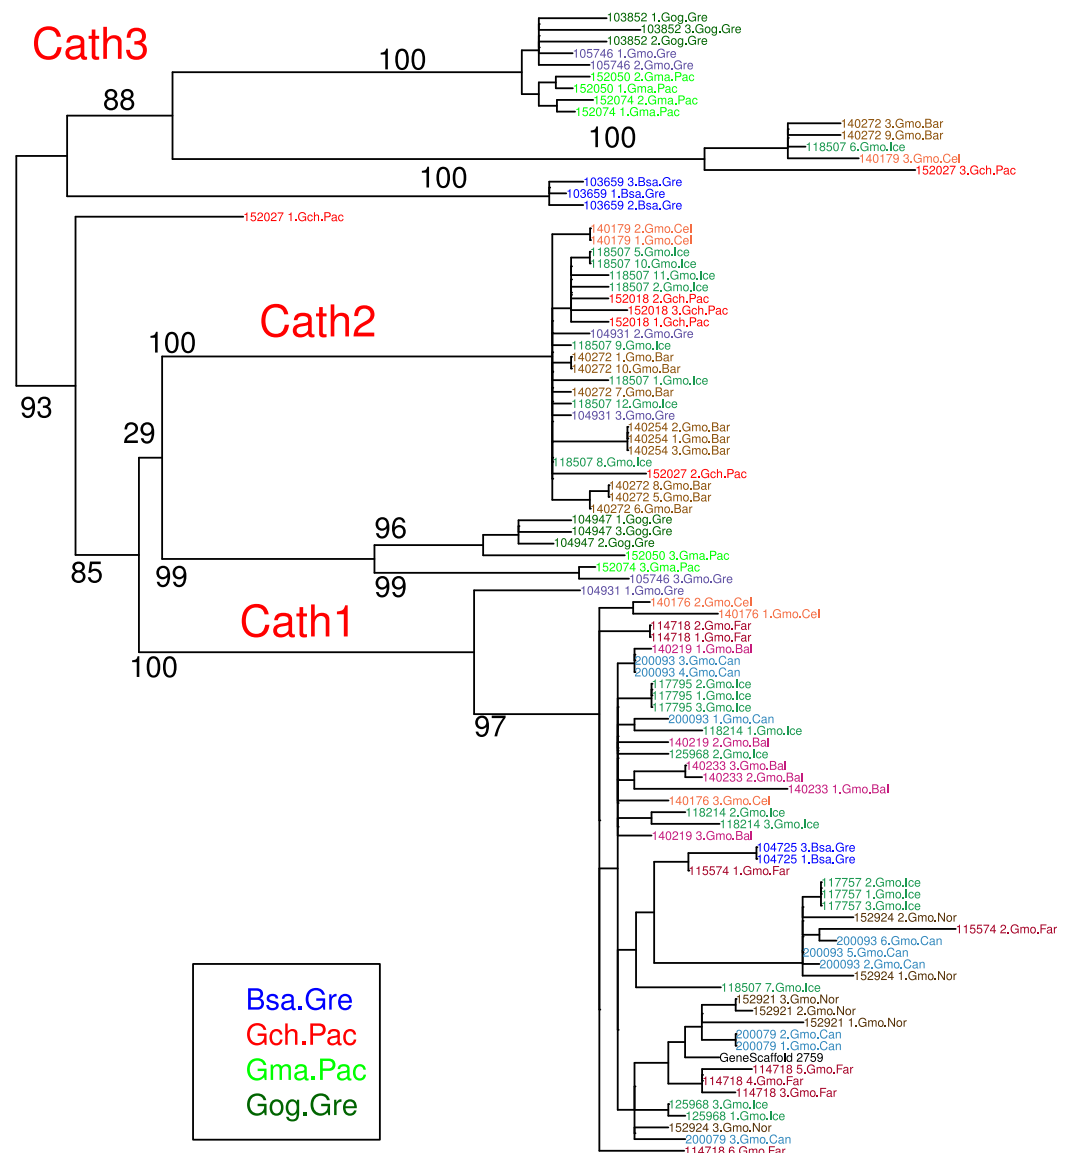 Cath3
88
100
103852 1.Gog.Gre
103852 3.Gog.Gre
103852 2.Gog.Gre
105746 1.Gmo.Gre
105746 2.Gmo.Gre
152050 2.Gma.Pac
152050 1.Gma.Pac
152074 2.Gma.Pac
152074 1.Gma.Pac
100
140272 3.Gmo.Bar
140272 9.Gmo.Bar
118507 6.Gmo.Ice
140179 3.Gmo.Cel
152027 3.Gch.Pac
100
103659 3.Bsa.Gre
103659 1.Bsa.Gre
103659 2.Bsa.Gre
152027 1.Gch.Pac
93
Cath2
100
140179 2.Gmo.Cel
140179 1.Gmo.Cel
118507 5.Gmo.Ice
118507 10.Gmo.Ice
118507 11.Gmo.Ice
118507 2.Gmo.Ice
152018 2.Gch.Pac
152018 3.Gch.Pac
152018 1.Gch.Pac
104931 2.Gmo.Gre
118507 9.Gmo.Ice
140272 1.Gmo.Bar
140272 10.Gmo.Bar
118507 1.Gmo.Ice
140272 7.Gmo.Bar
118507 12.Gmo.Ice
104931 3.Gmo.Gre
140254 2.Gmo.Bar
140254 1.Gmo.Bar
140254 3.Gmo.Bar
118507 8.Gmo.Ice
152027 2.Gch.Pac
140272 8.Gmo.Bar
140272 5.Gmo.Bar
140272 6.Gmo.Bar
29
96
104947 1.Gog.Gre
104947 3.Gog.Gre
104947 2.Gog.Gre
152050 3.Gma.Pac
85
99
99
152074 3.Gma.Pac
105746 3.Gmo.Gre
Cath1
100
104931 1.Gmo.Gre
97
140176 2.Gmo.Cel
140176 1.Gmo.Cel
114718 2.Gmo.Far
114718 1.Gmo.Far
140219 1.Gmo.Bal
200093 3.Gmo.Can
200093 4.Gmo.Can
117795 2.Gmo.Ice
117795 1.Gmo.Ice
117795 3.Gmo.Ice
200093 1.Gmo.Can
118214 1.Gmo.Ice
140219 2.Gmo.Bal
125968 2.Gmo.Ice
140233 3.Gmo.Bal
140233 2.Gmo.Bal
140233 1.Gmo.Bal
140176 3.Gmo.Cel
118214 2.Gmo.Ice
118214 3.Gmo.Ice
140219 3.Gmo.Bal
104725 3.Bsa.Gre
104725 1.Bsa.Gre
115574 1.Gmo.Far
117757 2.Gmo.Ice
117757 1.Gmo.Ice
117757 3.Gmo.Ice
152924 2.Gmo.Nor
115574 2.Gmo.Far
200093 6.Gmo.Can
200093 5.Gmo.Can
200093 2.Gmo.Can
152924 1.Gmo.Nor
118507 7.Gmo.Ice
152921 3.Gmo.Nor
152921 2.Gmo.Nor
152921 1.Gmo.Nor
200079 2.Gmo.Can
200079 1.Gmo.Can
GeneScaffold 2759
114718 5.Gmo.Far
114718 4.Gmo.Far
114718 3.Gmo.Far
125968 3.Gmo.Ice
125968 1.Gmo.Ice
152924 3.Gmo.Nor
200079 3.Gmo.Can
114718 6.Gmo.Far
Bsa.Gre
Gch.Pac
Gma.Pac
Gog.Gre